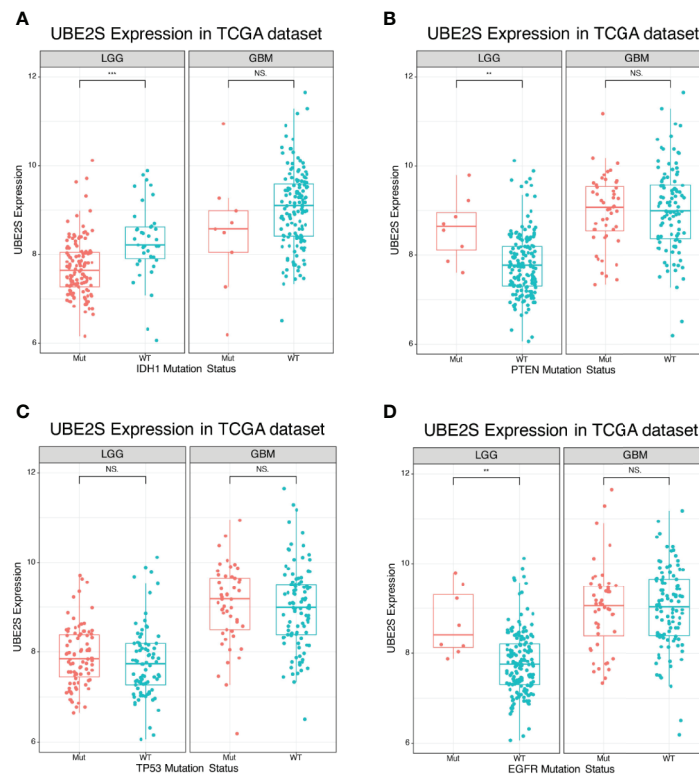 A
UBE2S Expression in TCGA dataset
LGG
GBM
***
NS.
12
10
8
6
UBE2S Expression
Mut
WT
Mut
WT
IDH1 Mutation Status
B
UBE2S Expression in TCGA dataset
LGG
GBM
**
NS.
12
10
8
6
UBE2S Expression
Mut
WT
Mut
WT
PTEN Mutation Status
C
UBE2S Expression in TCGA dataset
LGG
GBM
NS.
NS.
12
10
8
6
UBE2S Expression
Mut
WT
Mut
WT
TP53 Mutation Status
D
UBE2S Expression in TCGA dataset
LGG
GBM
**
NS.
12
10
8
6
UBE2S Expression
Mut
WT
Mut
WT
EGFR Mutation Status